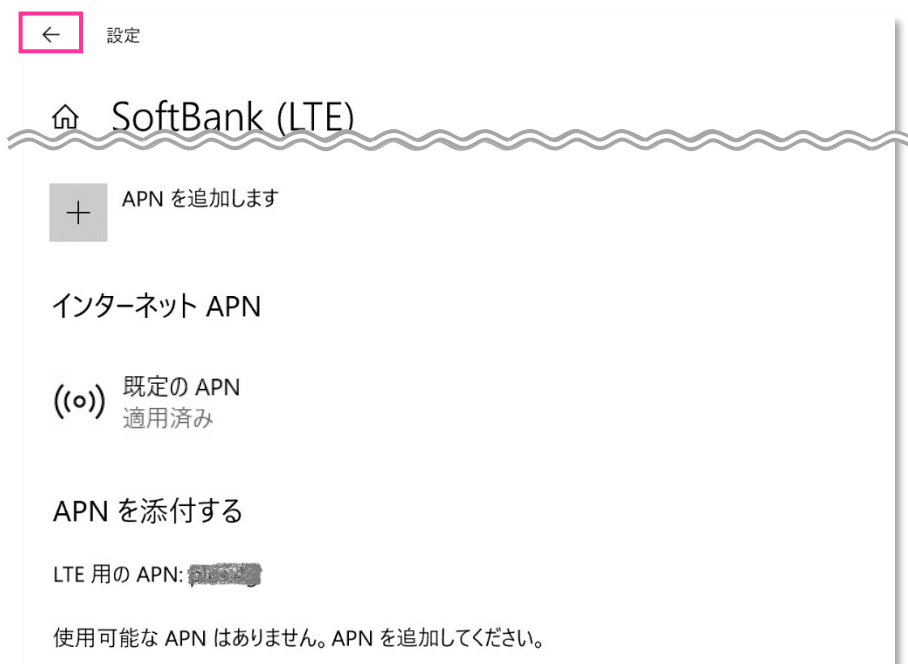 設定
SoftBank (LTE)
APN を追加します
インターネット APN
既定の APN
適用済み
APN を添付する
LTE 用の APN:
使用可能な APN はありません。APN を追加してください。